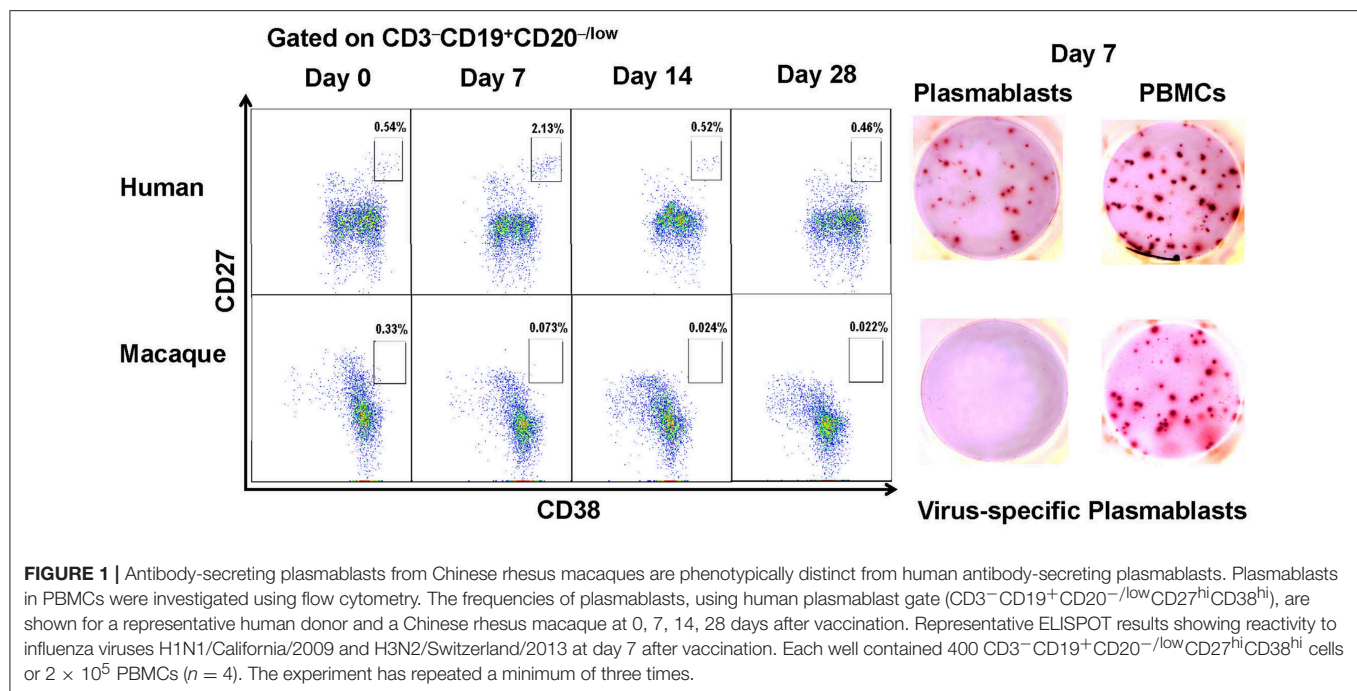 Gated on CD3⁻CD19⁺CD20⁻/ˡᵒʷ
Day 0 Day 7 Day 14 Day 28
Day 7
Plasmablasts PBMCs
Human
0.54% 2.13% 0.52% 0.46%
CD27
Macaque
0.33% 0.073% 0.024% 0.022%
CD38
Virus-specific Plasmablasts
FIGURE 1 | Antibody-secreting plasmablasts from Chinese rhesus macaques are phenotypically distinct from human antibody-secreting plasmablasts. Plasmablasts
in PBMCs were investigated using flow cytometry. The frequencies of plasmablasts, using human plasmablast gate (CD3⁻CD19⁺CD20⁻/ˡᵒʷCD27ʰⁱCD38ʰⁱ), are
shown for a representative human donor and a Chinese rhesus macaque at 0, 7, 14, 28 days after vaccination. Representative ELISPOT results showing reactivity to
influenza viruses H1N1/California/2009 and H3N2/Switzerland/2013 at day 7 after vaccination. Each well contained 400 CD3⁻CD19⁺CD20⁻/ˡᵒʷCD27ʰⁱCD38ʰⁱ cells
or 2 × 10⁵ PBMCs (n = 4). The experiment has repeated a minimum of three times.